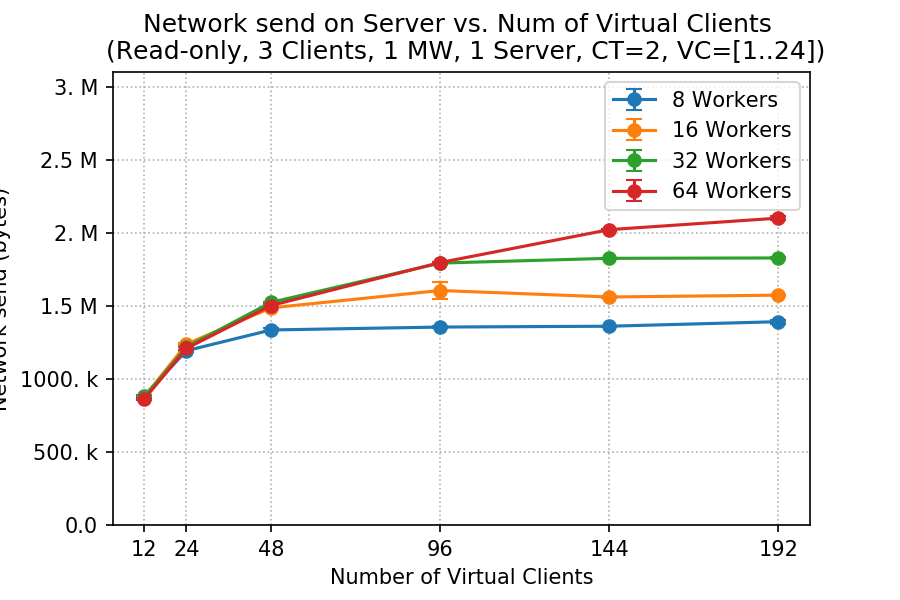 Network send on Server vs. Num of Virtual Clients
(Read-only, 3 Clients, 1 MW, 1 Server, CT=2, VC=[1..24])
3. M
2.5 M
2. M
1.5 M
1000. k
500. k
0.0
Network send (bytes)
8 Workers
16 Workers
32 Workers
64 Workers
12 24 48 96 144 192
Number of Virtual Clients